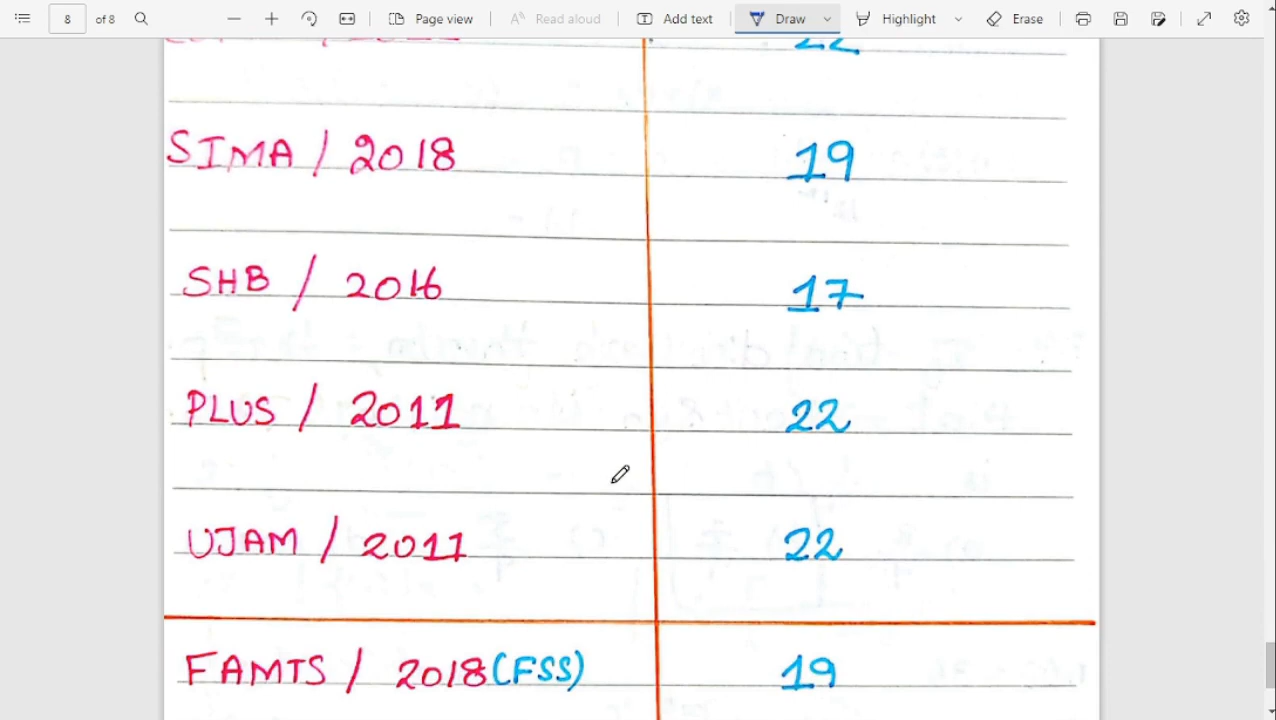 8 of 8 Page view Read aloud Add text Draw Highlight Erase
22
SIMA / 2018 19
SHB / 2016 17
PLUS / 2011 22
UJAM / 2011 22
FAMTS / 2018 (FSS) 19